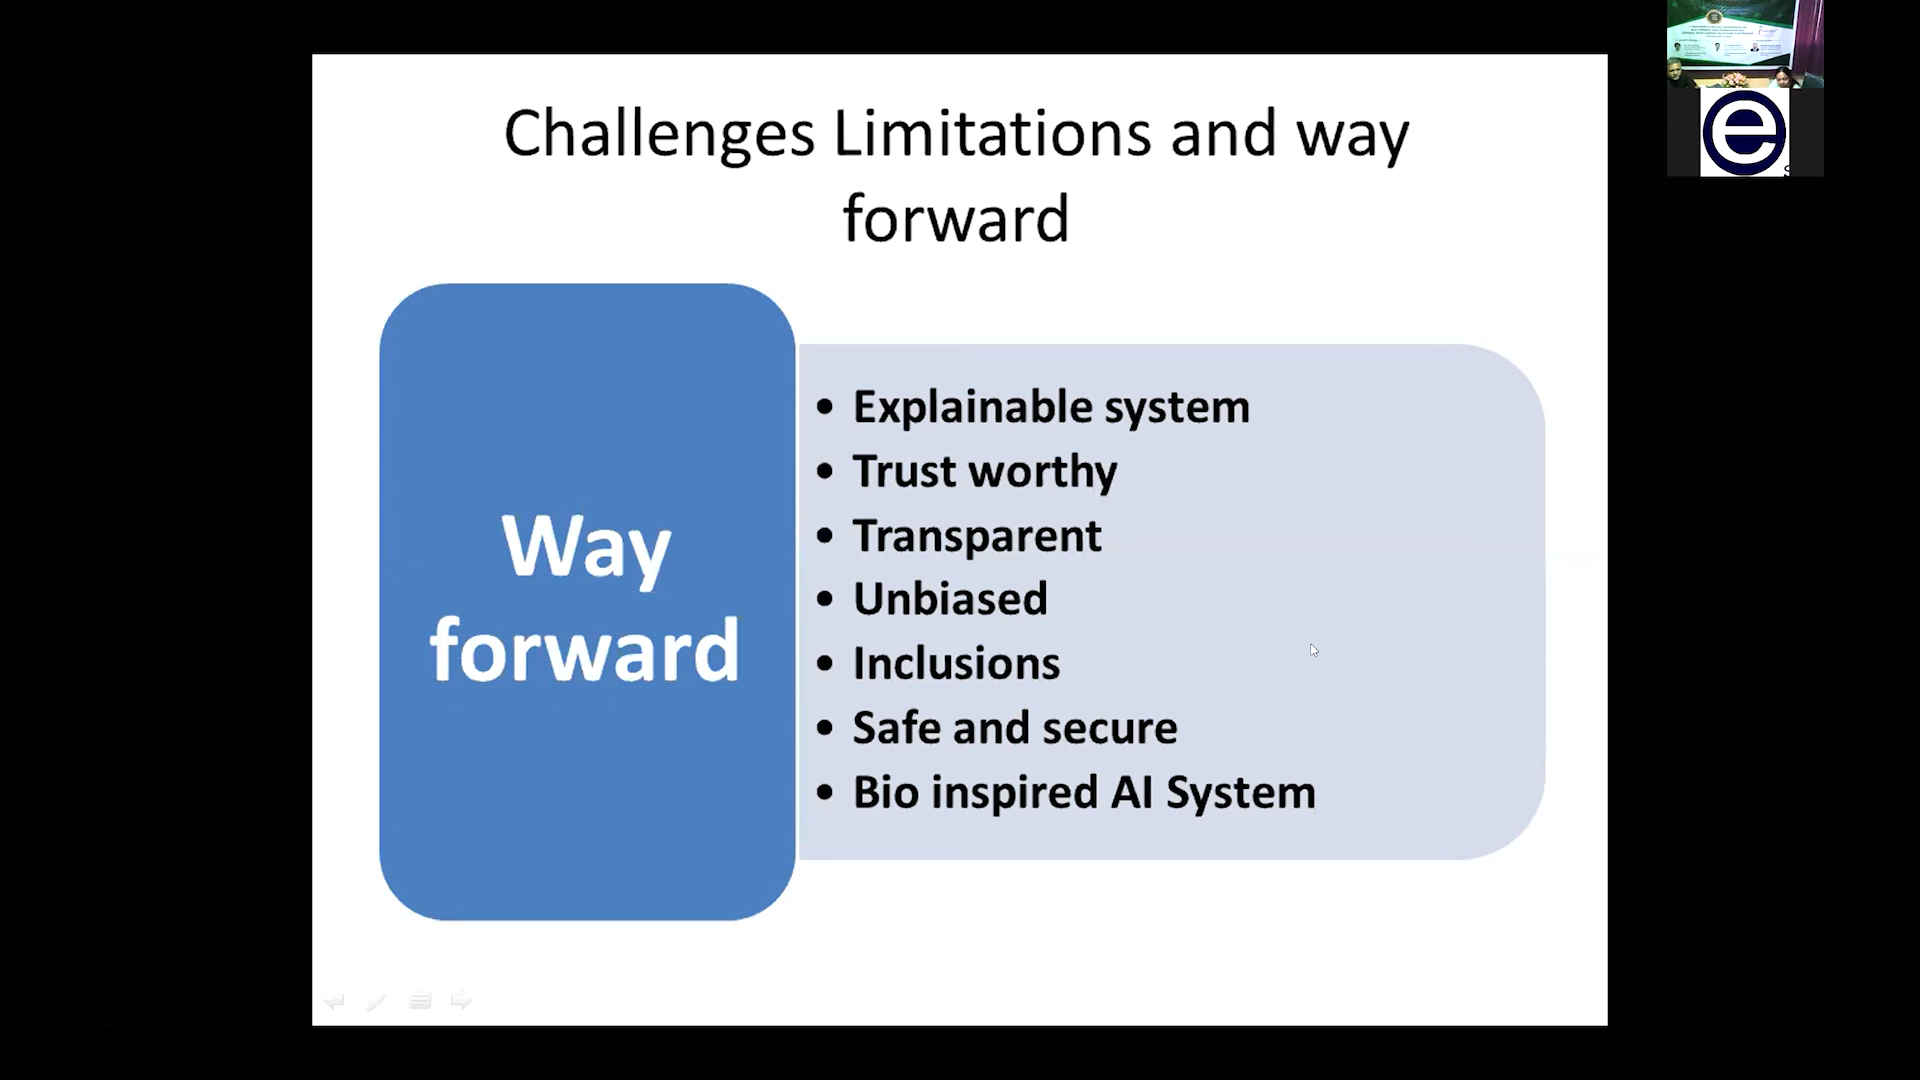 Challenges Limitations and way
forward
Way
forward
• Explainable system
• Trust worthy
• Transparent
• Unbiased
• Inclusions
• Safe and secure
• Bio inspired AI System
e